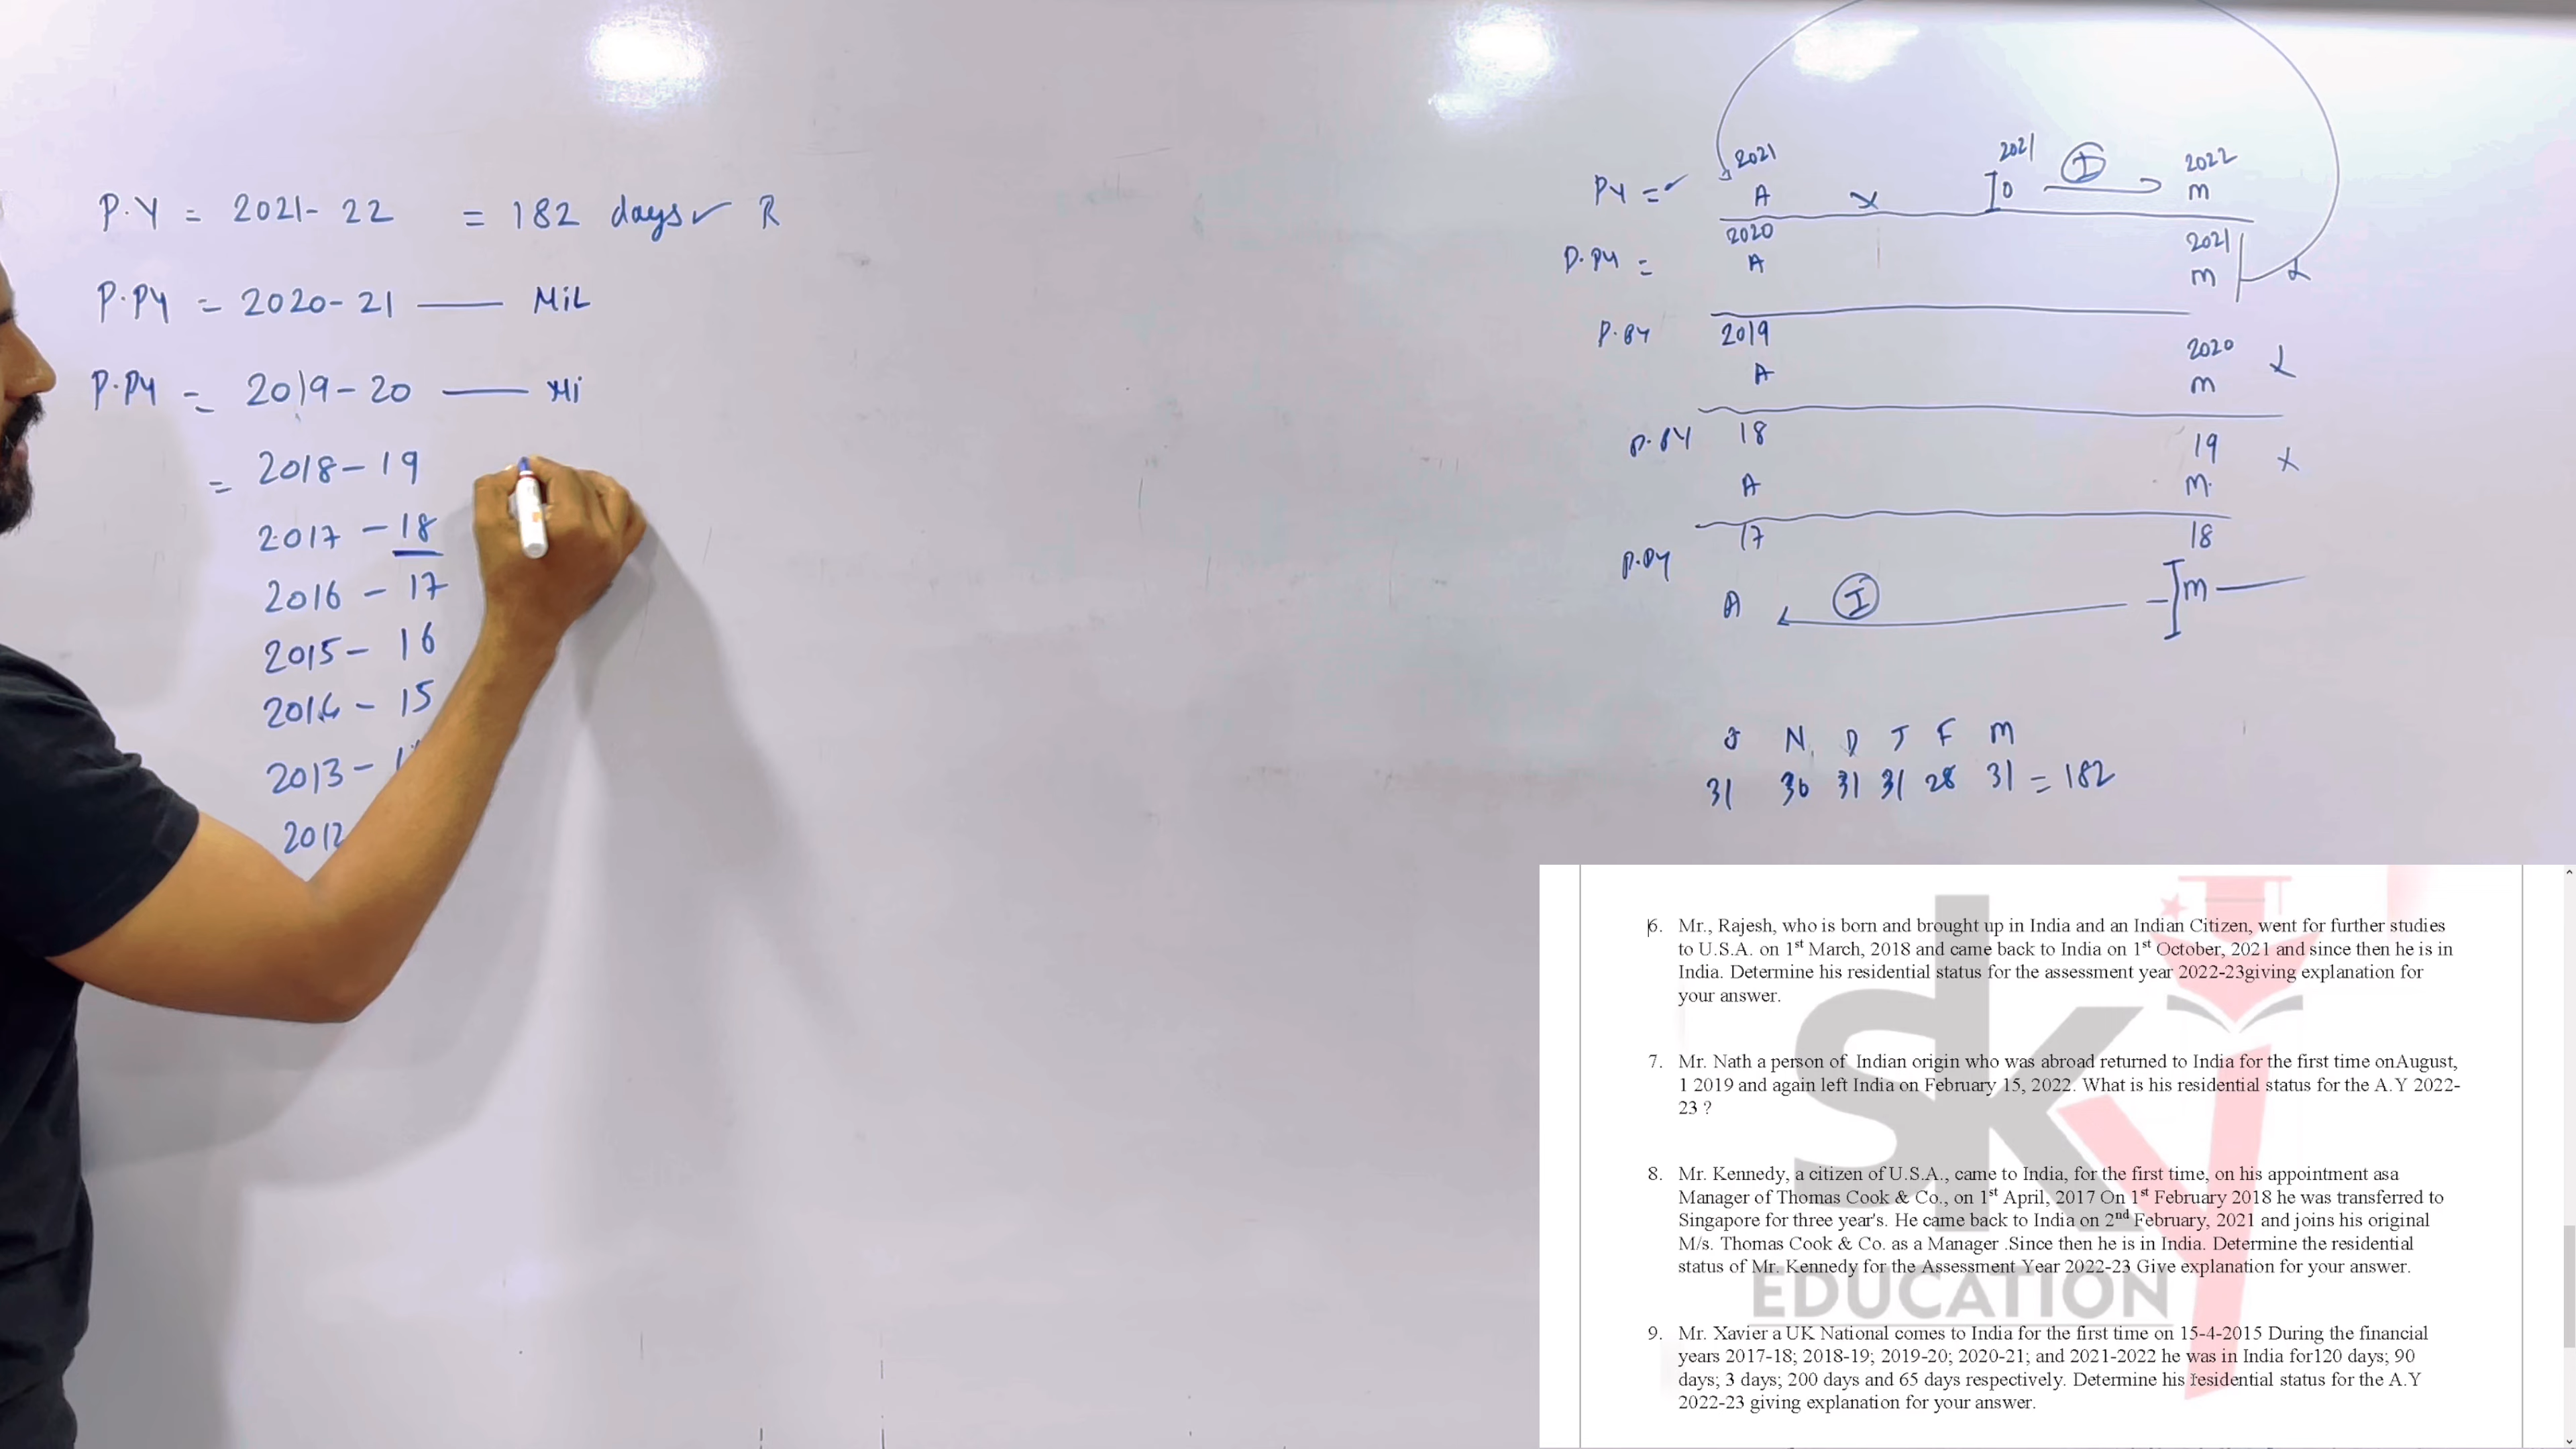 P.Y = 2021-22 = 182 days✓ R
P.PY = 2020-21 —— NiL
P.PY = 2019-20 —— Ni
= 2018-19
2017-18
2016-17
2015-16
2014-15
2013-1
2012
2021 2021 I 2022
PY = ✓ A x O m
2020 2021
P.PY = A m x
P.PY 2019 2020
A m x
P.PY 18 19
A m. x
17 18
P.PY A I m
O N D J F M
31 30 31 31 28 31 = 182
6. Mr., Rajesh, who is born and brought up in India and an Indian Citizen, went for further studies
to U.S.A. on 1st March, 2018 and came back to India on 1st October, 2021 and since then he is in
India. Determine his residential status for the assessment year 2022-23giving explanation for
your answer.
7. Mr. Nath a person of Indian origin who was abroad returned to India for the first time onAugust,
1 2019 and again left India on February 15, 2022. What is his residential status for the A.Y 2022-
23 ?
8. Mr. Kennedy, a citizen of U.S.A., came to India, for the first time, on his appointment asa
Manager of Thomas Cook & Co., on 1st April, 2017 On 1st February 2018 he was transferred to
Singapore for three year's. He came back to India on 2nd February, 2021 and joins his original
M/s. Thomas Cook & Co. as a Manager .Since then he is in India. Determine the residential
status of Mr. Kennedy for the Assessment Year 2022-23 Give explanation for your answer.
9. Mr. Xavier a UK National comes to India for the first time on 15-4-2015 During the financial
years 2017-18; 2018-19; 2019-20; 2020-21; and 2021-2022 he was in India for120 days; 90
days; 3 days; 200 days and 65 days respectively. Determine his residential status for the A.Y
2022-23 giving explanation for your answer.
sky
EDUCATION